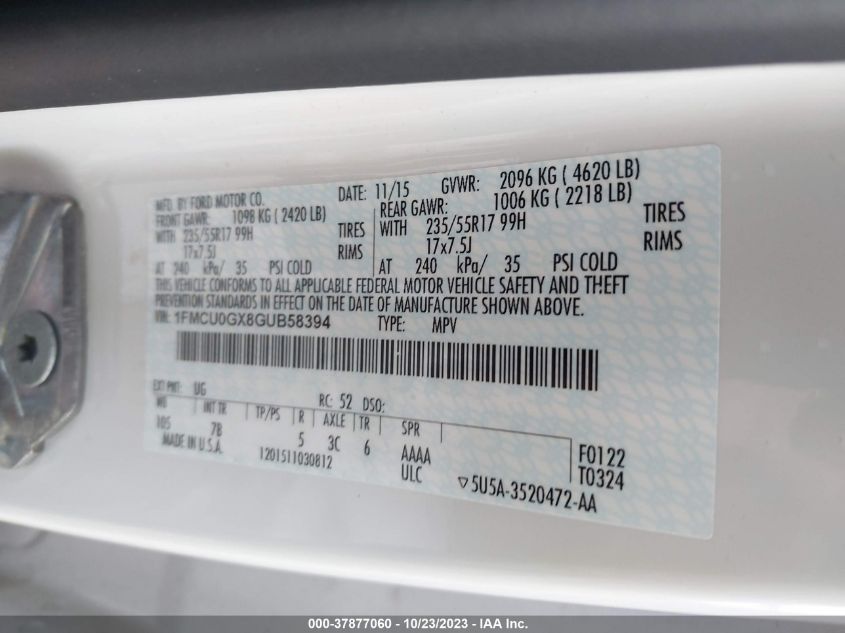 MFD. BY FORD MOTOR CO.
DATE: 11/15 GVWR: 2096 KG ( 4620 LB)
FRONT GAWR: 1098 KG (2420 LB)
REAR GAWR: 1006 KG ( 2218 LB)
WITH 235/55R17 99H TIRES
WITH 235/55R17 99H TIRES
17x7.5J RIMS
17x7.5J RIMS
AT 240 kPa/ 35 PSI COLD
AT 240 kPa/ 35 PSI COLD
THIS VEHICLE CONFORMS TO ALL APPLICABLE FEDERAL MOTOR VEHICLE SAFETY AND THEFT
PREVENTION STANDARDS IN EFFECT ON THE DATE OF MANUFACTURE SHOWN ABOVE.
VIN: 1FMCU0GX8GUB58394 TYPE: MPV
EXT PNT: UG RC: 52 DSO:
WB INT TR TP/PS R AXLE TR SPR
105 7B 5 3C 6 AAAA F0122
MADE IN U.S.A. 1201511030812 ULC T0324
▽5U5A-3520472-AA
000-37877060 - 10/23/2023 - IAA Inc.